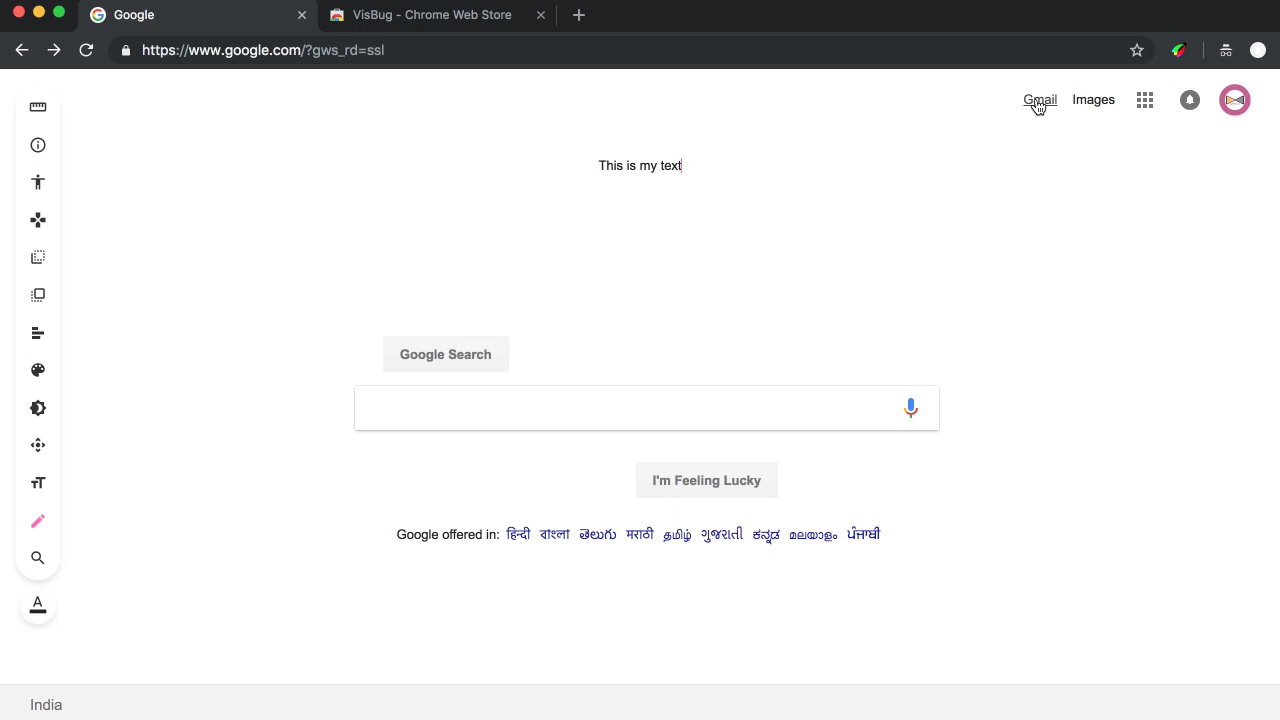 Google
VisBug - Chrome Web Store
https://www.google.com/?gws_rd=ssl
Gmail
Images
This is my text
Google Search
I'm Feeling Lucky
Google offered in: हिन्दी বাংলা తెలుగు मराठी தமிழ் ગુજરાતી ಕನ್ನಡ മലയാളം ਪੰਜਾਬੀ
India